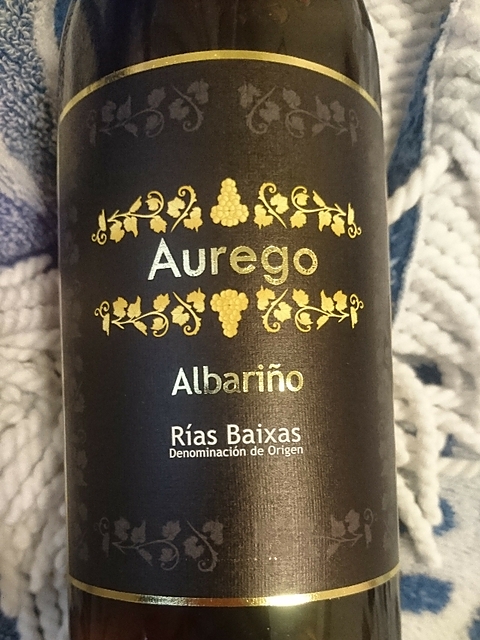 Aurego
Albariño
Rías Baixas
Denominación de Origen